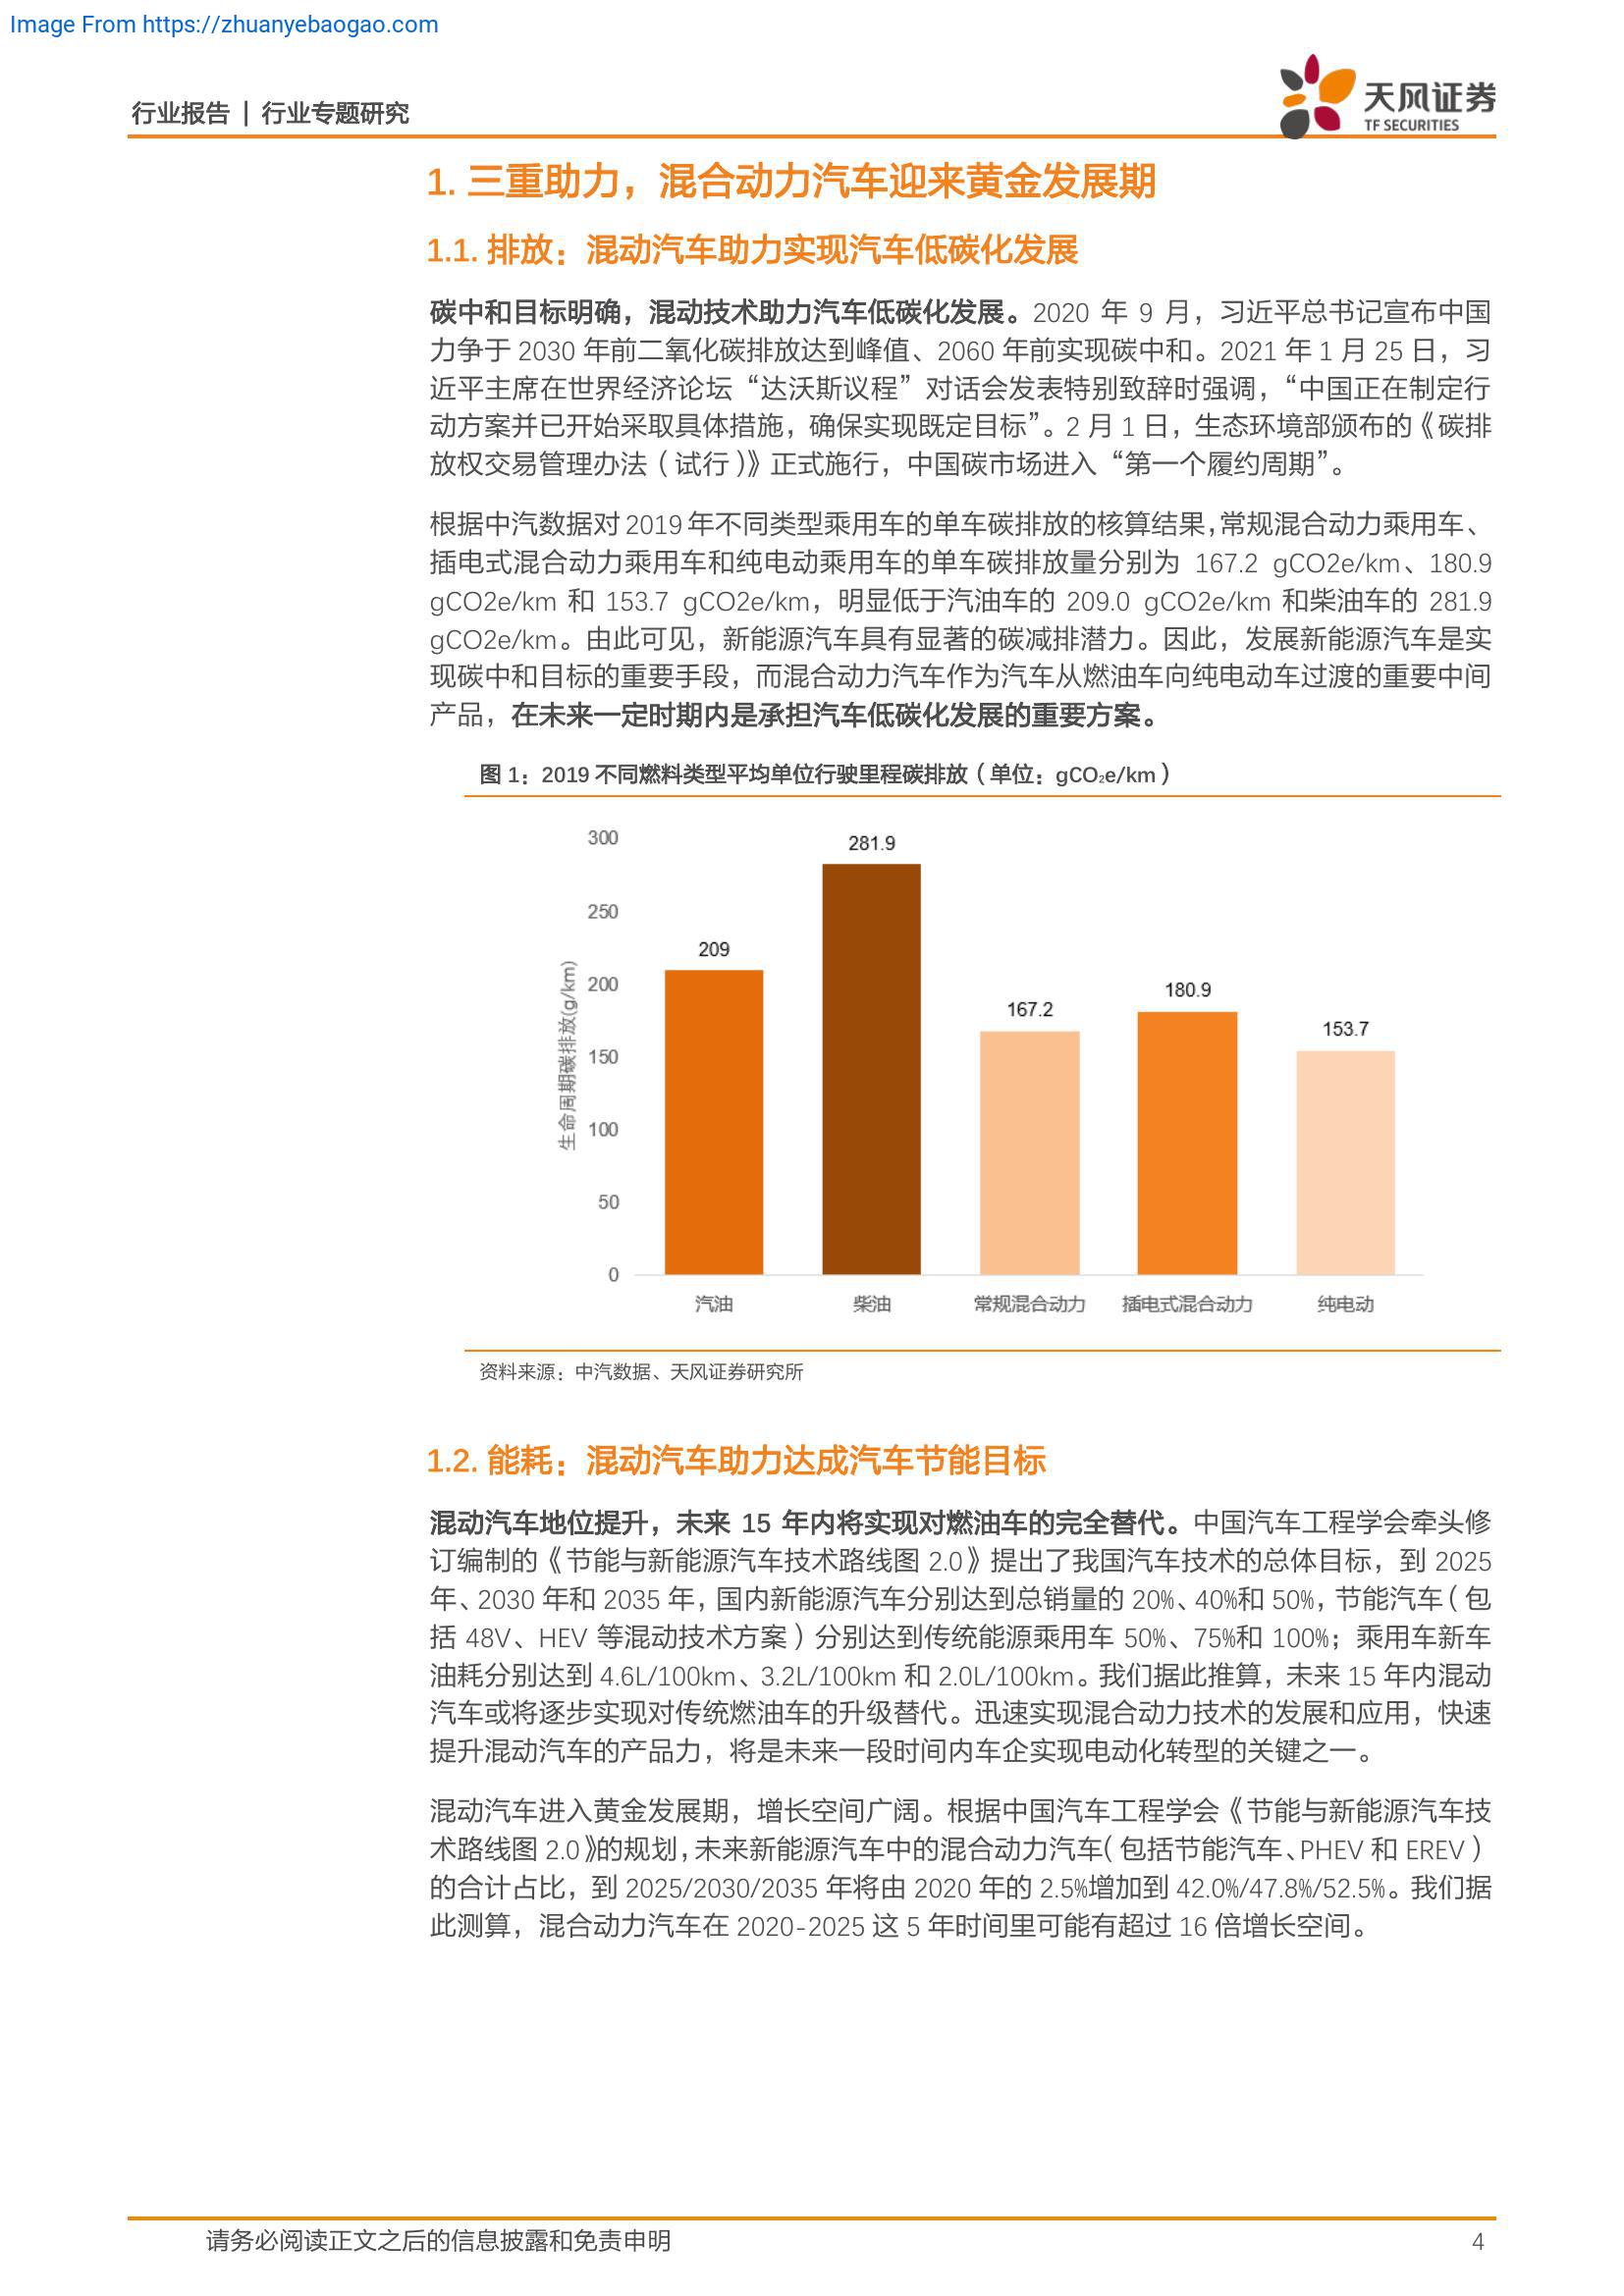 Image From https://zhuanyebaogao.com
行业报告 | 行业专题研究
天风证券
TF SECURITIES
1. 三重助力，混合动力汽车迎来黄金发展期
1.1. 排放：混动汽车助力实现汽车低碳化发展
碳中和目标明确，混动技术助力汽车低碳化发展。2020 年 9 月，习近平总书记宣布中国
力争于 2030 年前二氧化碳排放达到峰值、2060 年前实现碳中和。2021 年 1 月 25 日，习
近平主席在世界经济论坛“达沃斯议程”对话会发表特别致辞时强调，“中国正在制定行
动方案并已开始采取具体措施，确保实现既定目标”。2 月 1 日，生态环境部颁布的《碳排
放权交易管理办法（试行）》正式施行，中国碳市场进入“第一个履约周期”。
根据中汽数据对 2019 年不同类型乘用车的单车碳排放的核算结果，常规混合动力乘用车、
插电式混合动力乘用车和纯电动乘用车的单车碳排放量分别为 167.2 gCO2e/km、180.9
gCO2e/km 和 153.7 gCO2e/km，明显低于汽油车的 209.0 gCO2e/km 和柴油车的 281.9
gCO2e/km。由此可见，新能源汽车具有显著的碳减排潜力。因此，发展新能源汽车是实
现碳中和目标的重要手段，而混合动力汽车作为汽车从燃油车向纯电动车过渡的重要中间
产品，在未来一定时期内是承担汽车低碳化发展的重要方案。
图 1：2019 不同燃料类型平均单位行驶里程碳排放（单位：gCO₂e/km）
生命周期碳排放(g/km)
300
250
200
150
100
50
0
209
281.9
167.2
180.9
153.7
汽油
柴油
常规混合动力
插电式混合动力
纯电动
资料来源：中汽数据、天风证券研究所
1.2. 能耗：混动汽车助力达成汽车节能目标
混动汽车地位提升，未来 15 年内将实现对燃油车的完全替代。中国汽车工程学会牵头修
订编制的《节能与新能源汽车技术路线图 2.0》提出了我国汽车技术的总体目标，到 2025
年、2030 年和 2035 年，国内新能源汽车分别达到总销量的 20%、40%和 50%，节能汽车（包
括 48V、HEV 等混动技术方案）分别达到传统能源乘用车 50%、75%和 100%；乘用车新车
油耗分别达到 4.6L/100km、3.2L/100km 和 2.0L/100km。我们据此推算，未来 15 年内混动
汽车或将逐步实现对传统燃油车的升级替代。迅速实现混合动力技术的发展和应用，快速
提升混动汽车的产品力，将是未来一段时间内车企实现电动化转型的关键之一。
混动汽车进入黄金发展期，增长空间广阔。根据中国汽车工程学会《节能与新能源汽车技
术路线图 2.0》的规划，未来新能源汽车中的混合动力汽车（包括节能汽车、PHEV 和 EREV）
的合计占比，到 2025/2030/2035 年将由 2020 年的 2.5%增加到 42.0%/47.8%/52.5%。我们据
此测算，混合动力汽车在 2020-2025 这 5 年时间里可能有超过 16 倍增长空间。
请务必阅读正文之后的信息披露和免责申明
4